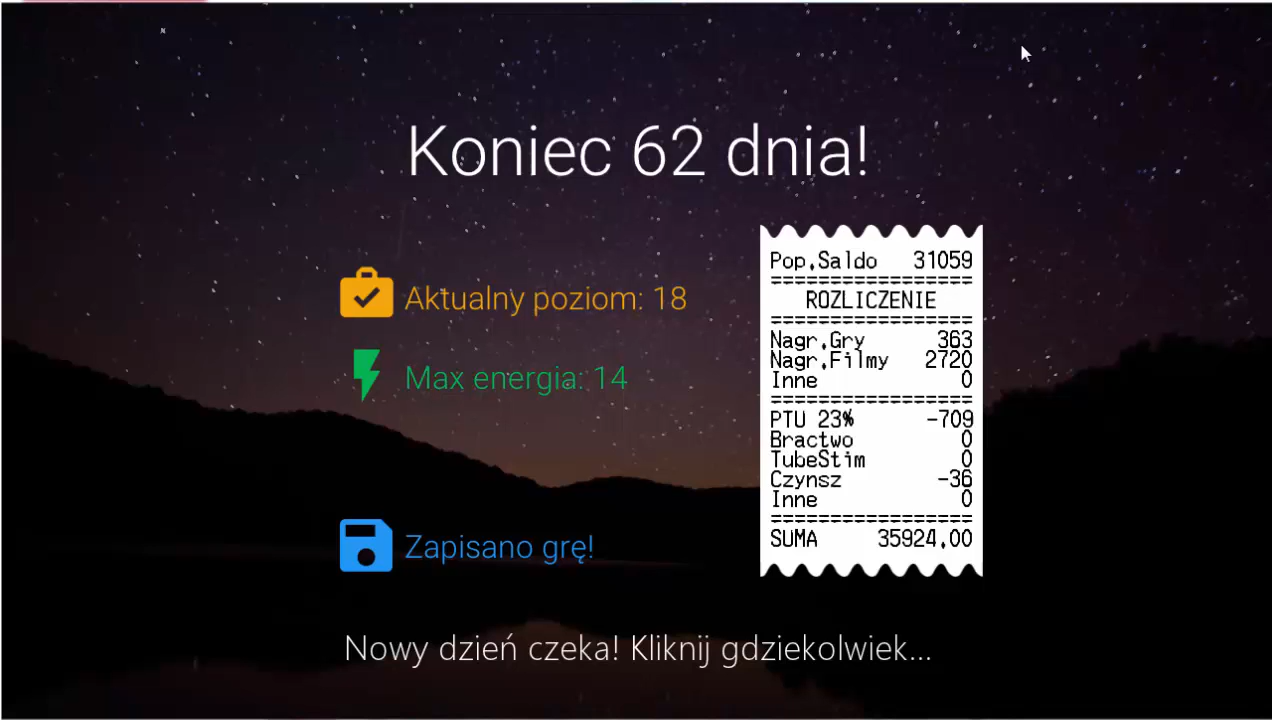 Koniec 62 dnia!
Aktualny poziom: 18
Max energia: 14
Zapisano grę!
Pop.Saldo 31059
==================
ROZLICZENIE
==================
Nagr.Gry 363
Nagr.Filmy 2720
Inne 0
==================
PTU 23% -709
Bractwo 0
TubeStim 0
Czynsz -36
Inne 0
==================
SUMA 35924.00
Nowy dzień czeka! Kliknij gdziekolwiek...